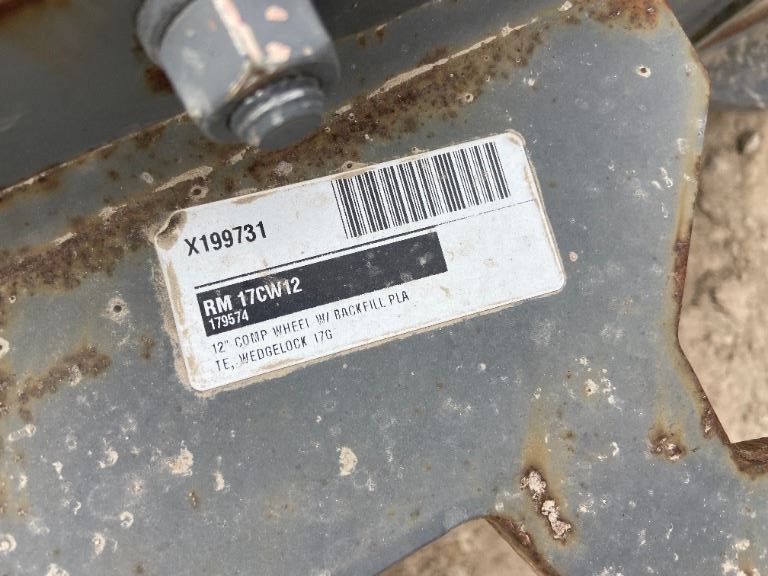 X199731
RM 17CW12
179574
12" COMP WHEEL W/ BACKFILL PLA
TE, WEDGELOCK 17G